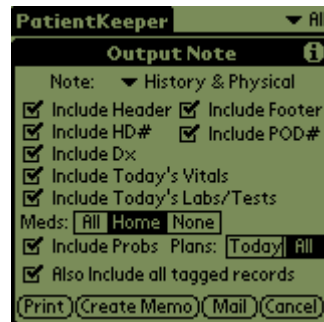 PatientKeeper All
Output Note
Note: History & Physical
Include Header Include Footer
Include HD# Include POD#
Include Dx
Include Today's Vitals
Include Today's Labs/Tests
Meds: All Home None
Include Probs Plans: Today All
Also Include all tagged records
Print Create Memo Mail Cancel